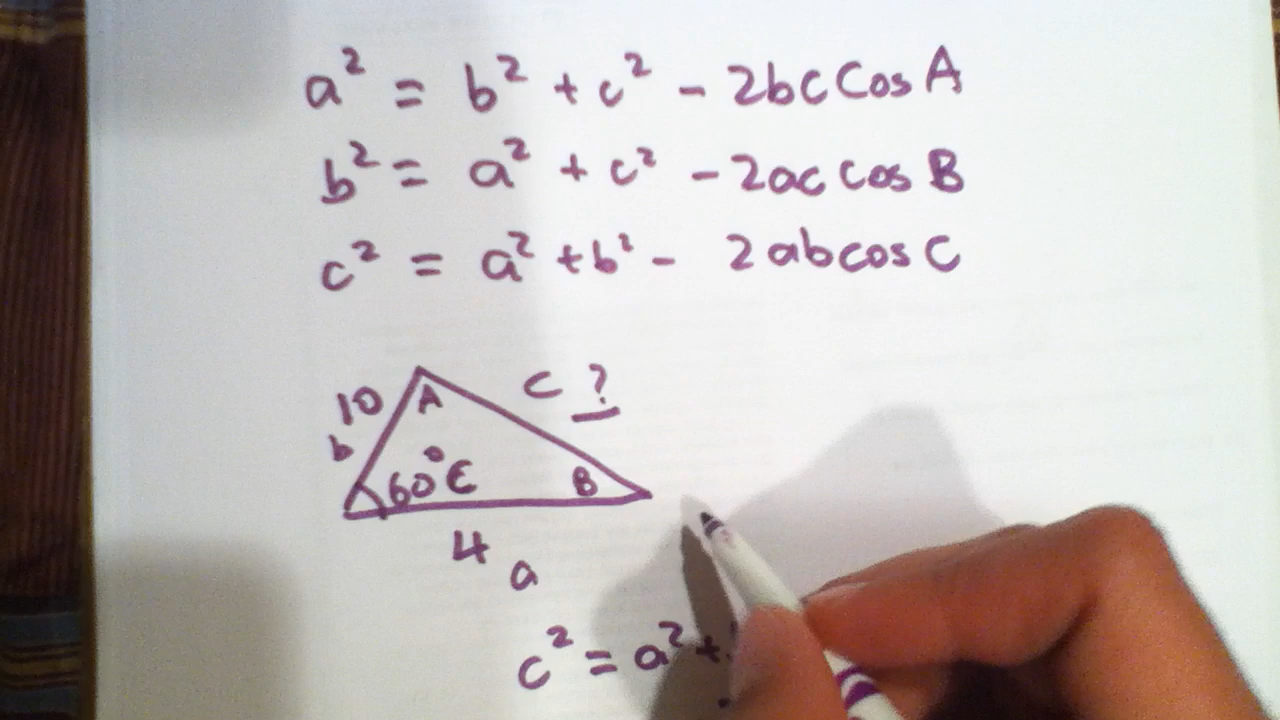 a² = b² + c² - 2bc Cos A
b² = a² + c² - 2ac cos B
c² = a² + b² - 2ab cos C
10 A c ?
b 60° C B
4 a
c² = a² +